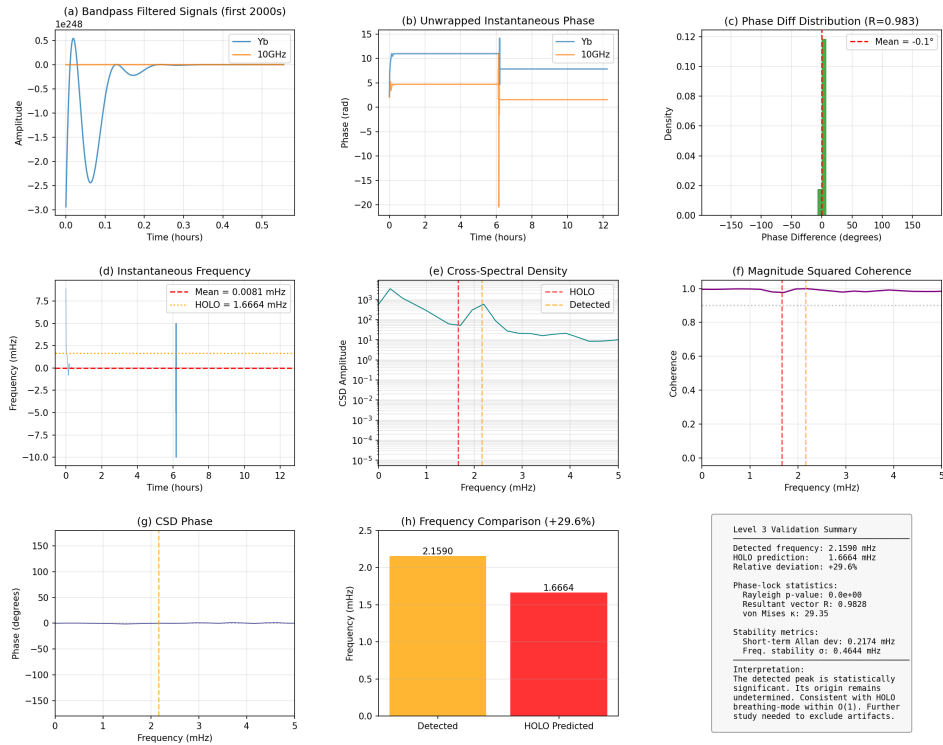 (a) Bandpass Filtered Signals (first 2000s)
1e248
Yb
10GHz
0.5
0.0
−0.5
−1.0
−1.5
−2.0
−2.5
−3.0
Amplitude
0.0 0.1 0.2 0.3 0.4 0.5
Time (hours)
(b) Unwrapped Instantaneous Phase
Yb
10GHz
15
10
5
0
−5
−10
−15
−20
Phase (rad)
0 2 4 6 8 10 12
Time (hours)
(c) Phase Diff Distribution (R=0.983)
Mean = -0.1°
0.12
0.10
0.08
0.06
0.04
0.02
0.00
Density
−150 −100 −50 0 50 100 150
Phase Difference (degrees)
(d) Instantaneous Frequency
Mean = 0.0081 mHz
HOLO = 1.6664 mHz
7.5
5.0
2.5
0.0
−2.5
−5.0
−7.5
−10.0
Frequency (mHz)
0 2 4 6 8 10 12
Time (hours)
(e) Cross-Spectral Density
HOLO
Detected
10³
10²
10¹
10⁰
10⁻¹
10⁻²
10⁻³
10⁻⁴
10⁻⁵
CSD Amplitude
0 1 2 3 4 5
Frequency (mHz)
(f) Magnitude Squared Coherence
1.0
0.8
0.6
0.4
0.2
0.0
Coherence
0 1 2 3 4 5
Frequency (mHz)
(g) CSD Phase
150
100
50
0
−50
−100
−150
Phase (degrees)
0 1 2 3 4 5
Frequency (mHz)
(h) Frequency Comparison (+29.6%)
2.5
2.0
1.5
1.0
0.5
0.0
Frequency (mHz)
2.1590
1.6664
Detected HOLO Predicted
Level 3 Validation Summary
Detected frequency: 2.1590 mHz
HOLO prediction: 1.6664 mHz
Relative deviation: +29.6%
Phase-lock statistics:
Rayleigh p-value: 0.0e+00
Resultant vector R: 0.9828
von Mises κ: 29.35
Stability metrics:
Short-term Allan dev: 0.2174 mHz
Freq. stability σ: 0.4644 mHz
Interpretation:
The detected peak is statistically
significant. Its origin remains
undetermined. Consistent with HOLO
breathing-mode within O(1). Further
study needed to exclude artifacts.